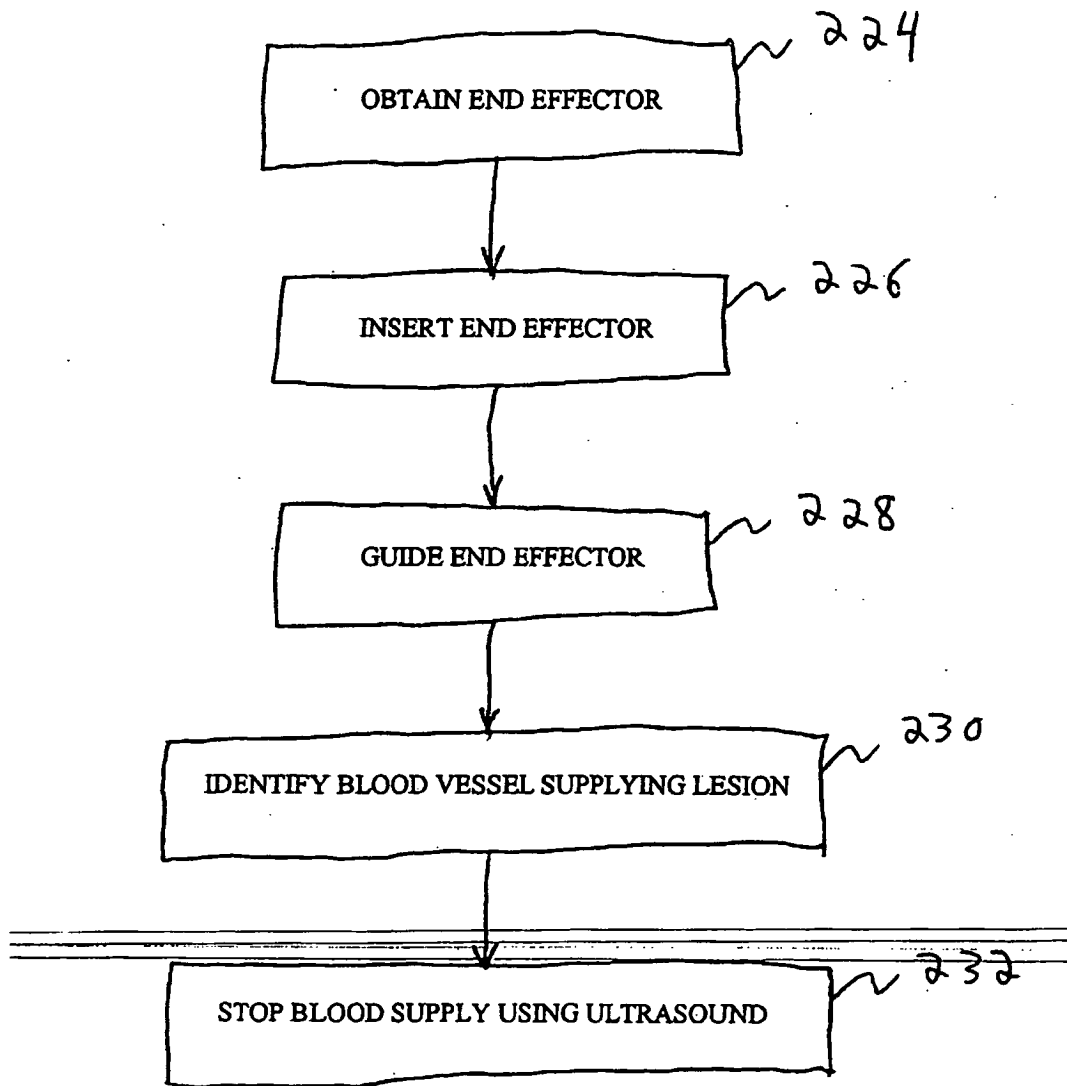 224
OBTAIN END EFFECTOR
226
INSERT END EFFECTOR
228
GUIDE END EFFECTOR
230
IDENTIFY BLOOD VESSEL SUPPLYING LESION
232
STOP BLOOD SUPPLY USING ULTRASOUND